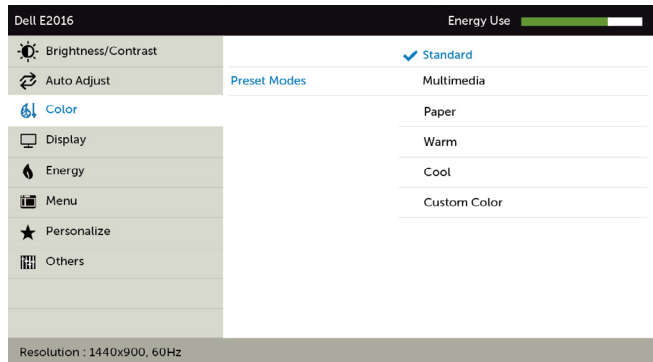 Dell E2016 Energy Use
Brightness/Contrast Standard
Auto Adjust Preset Modes Multimedia
Color Paper
Display Warm
Energy Cool
Menu Custom Color
Personalize
Others
Resolution : 1440x900, 60Hz